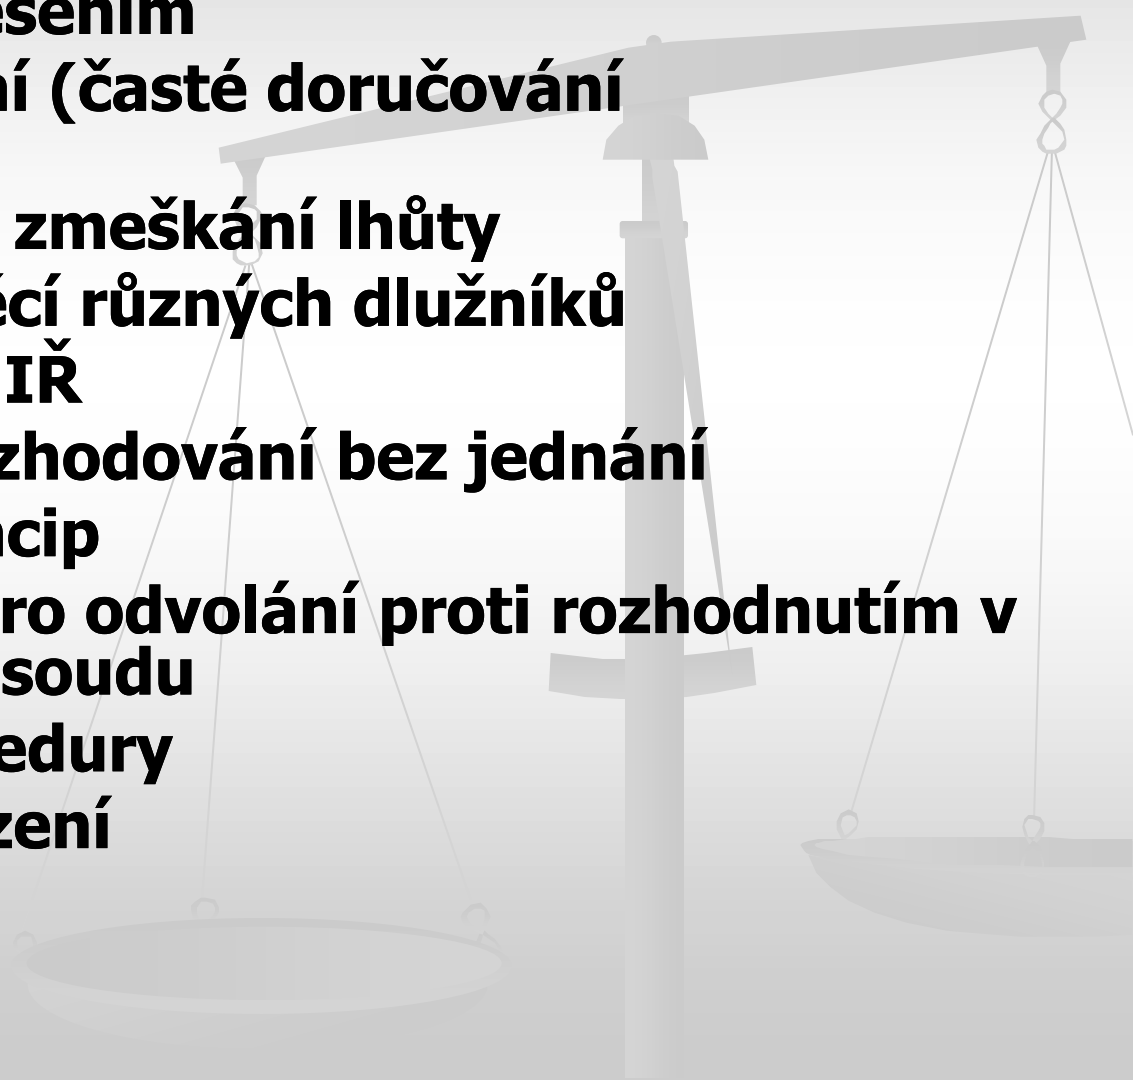 esením
ní (časté doručování
zmeškání lhůty
ěcí různých dlužníků
IŘ
zhodování bez jednání
ncip
ro odvolání proti rozhodnutím v
soudu
edury
zení